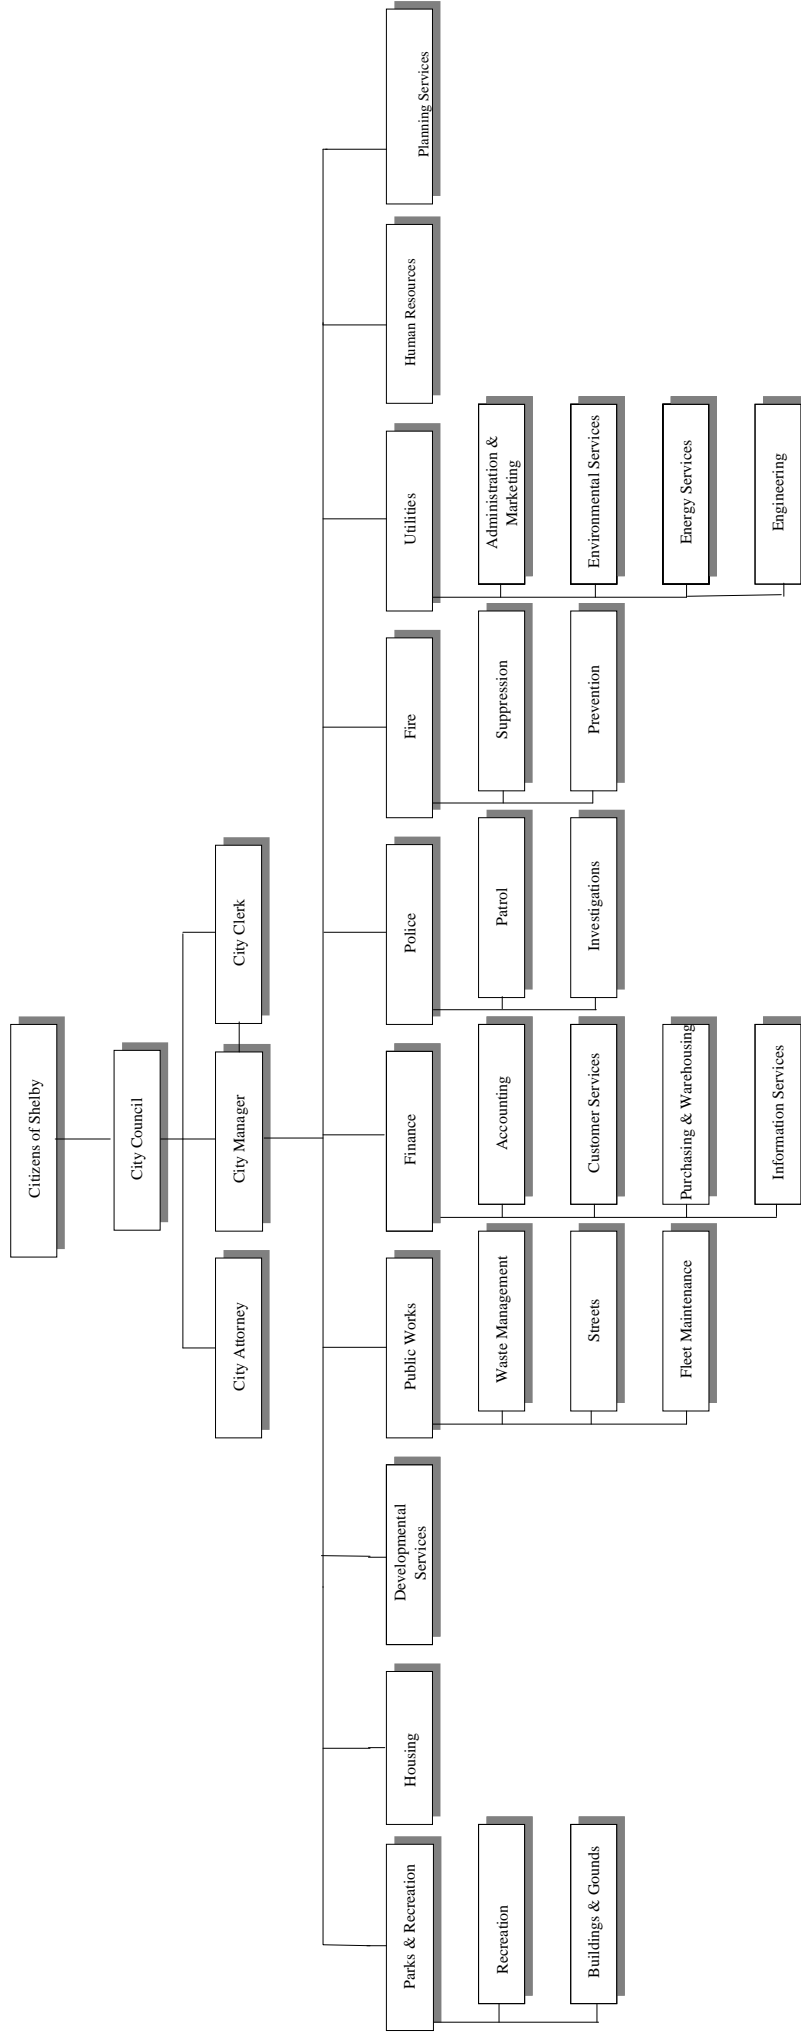 Citizens of Shelby
City Council
City Attorney
City Manager
City Clerk
Parks & Recreation
Housing
Developmental
Services
Public Works
Finance
Police
Fire
Utilities
Human Resources
Planning Services
Recreation
Buildings & Gounds
Waste Management
Streets
Fleet Maintenance
Accounting
Customer Services
Purchasing & Warehousing
Information Services
Patrol
Investigations
Suppression
Prevention
Administration &
Marketing
Environmental Services
Energy Services
Engineering